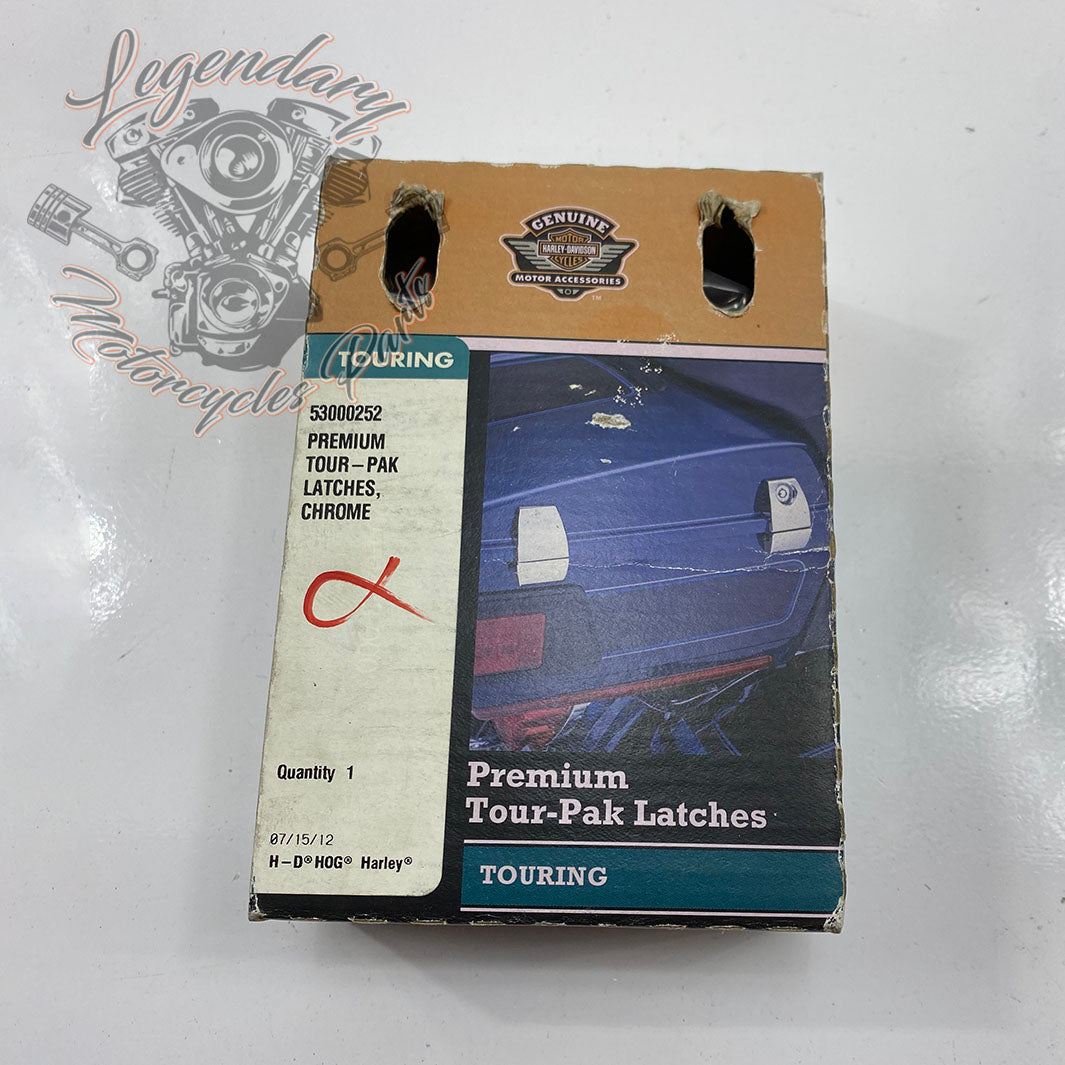 Legendary
Motorcycles Parts
GENUINE
MOTOR
HARLEY-DAVIDSON
CYCLES
MOTOR ACCESSORIES
TM
TOURING
53000252
PREMIUM
TOUR-PAK
LATCHES,
CHROME
Quantity 1
07/15/12
H-D® HOG® Harley®
Premium
Tour-Pak Latches
TOURING